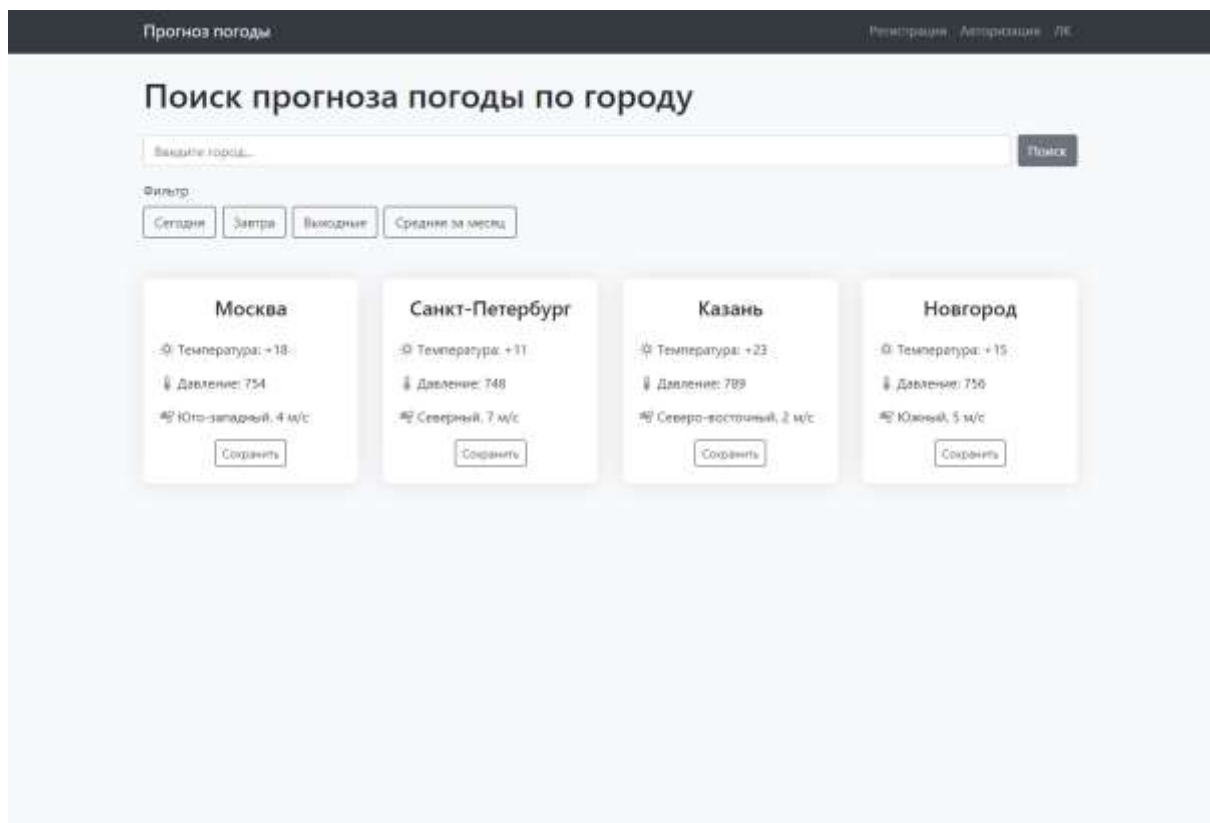 Прогноз погоды
Регистрация Авторизация ЛК
Поиск прогноза погоды по городу
Введите город...
Поиск
Фильтр
Сегодня Завтра Выходные Средняя за месяц
Москва
Температура: +18
Давление: 754
Юго-западный, 4 м/с
Сохранить
Санкт-Петербург
Температура: +11
Давление: 748
Северный, 7 м/с
Сохранить
Казань
Температура: +23
Давление: 789
Северо-восточный, 2 м/с
Сохранить
Новгород
Температура: +15
Давление: 756
Южный, 5 м/с
Сохранить